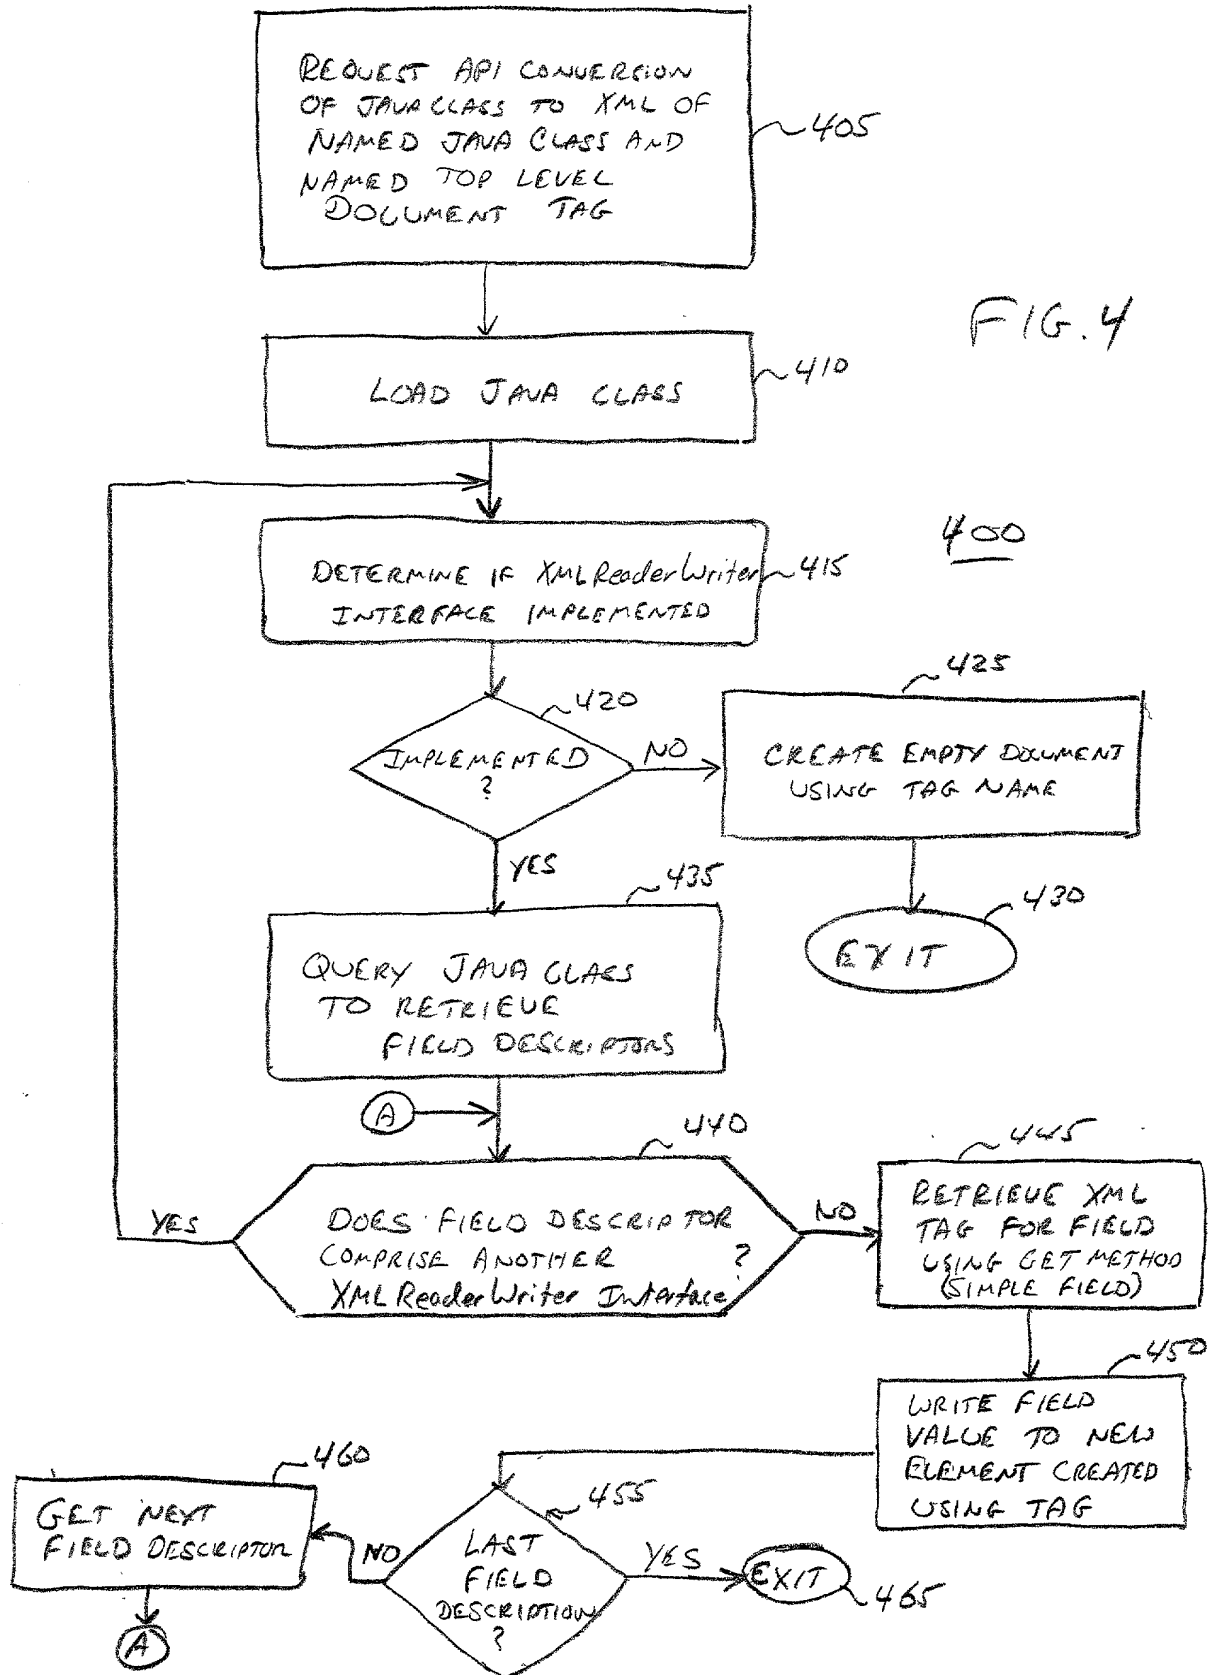 REQUEST API CONVERSION
OF JAVA CLASS TO XML OF
NAMED JAVA CLASS AND
NAMED TOP LEVEL
DOCUMENT TAG
405
FIG. 4
LOAD JAVA CLASS
410
400
DETERMINE IF XMLReaderWriter
INTERFACE IMPLEMENTED
415
420
IMPLEMENTED
?
NO
425
CREATE EMPTY DOCUMENT
USING TAG NAME
YES
430
EXIT
435
QUERY JAVA CLASS
TO RETRIEVE
FIELD DESCRIPTORS
A
440
YES
DOES FIELD DESCRIPTOR
COMPRISE ANOTHER ?
XMLReaderWriter Interface
NO
445
RETRIEVE XML
TAG FOR FIELD
USING GET METHOD
(SIMPLE FIELD)
450
WRITE FIELD
VALUE TO NEW
ELEMENT CREATED
USING TAG
460
GET NEXT
FIELD DESCRIPTOR
NO
455
LAST
FIELD
DESCRIPTION
?
YES
EXIT
465
A